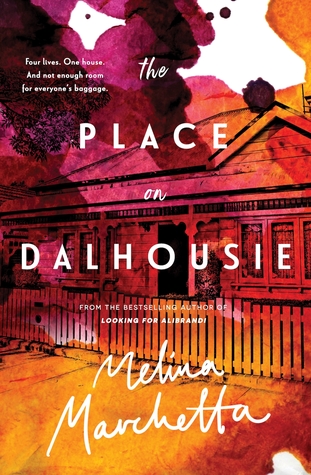 Four lives. One house.
And not enough room
for everyone's baggage.
the
PLACE
on
DALHOUSIE
FROM THE BESTSELLING AUTHOR OF
LOOKING FOR ALIBRANDI
Melina
Marchetta